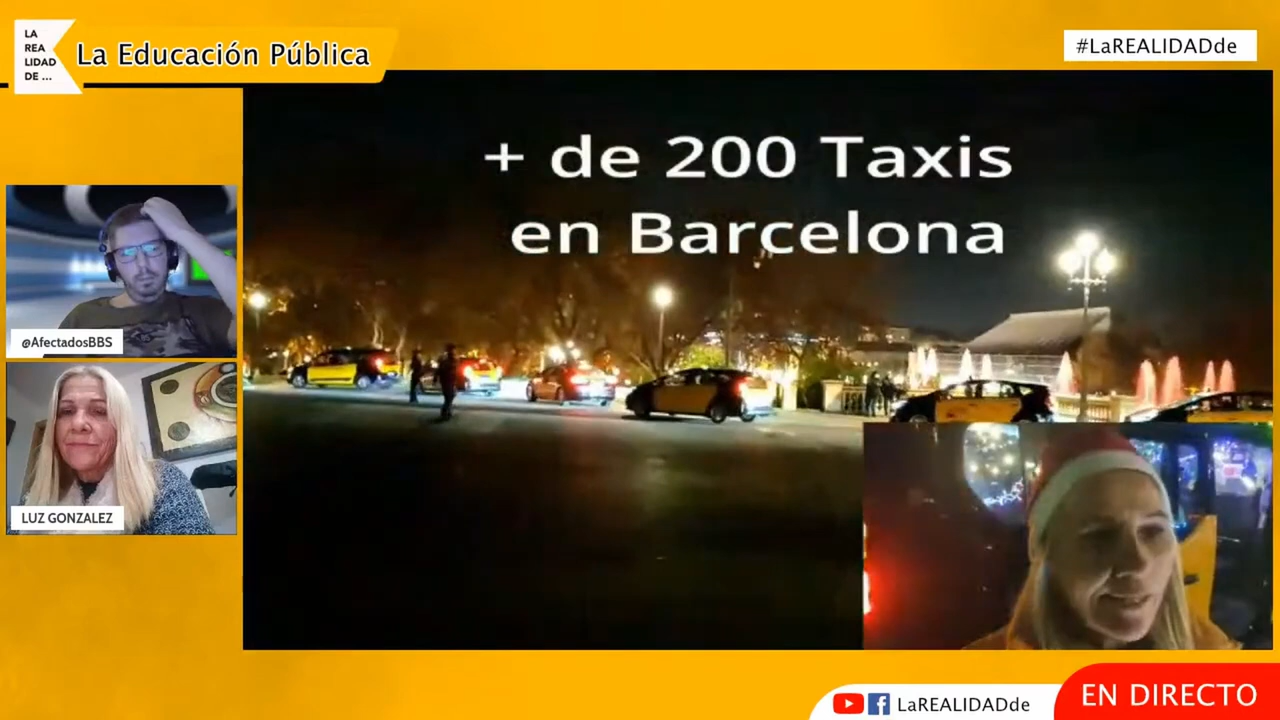 LA
REA
LIDAD
DE ...
La Educación Pública
#LaREALIDADde
+ de 200 Taxis
en Barcelona
@AfectadosBBS
LUZ GONZALEZ
LaREALIDADde
EN DIRECTO